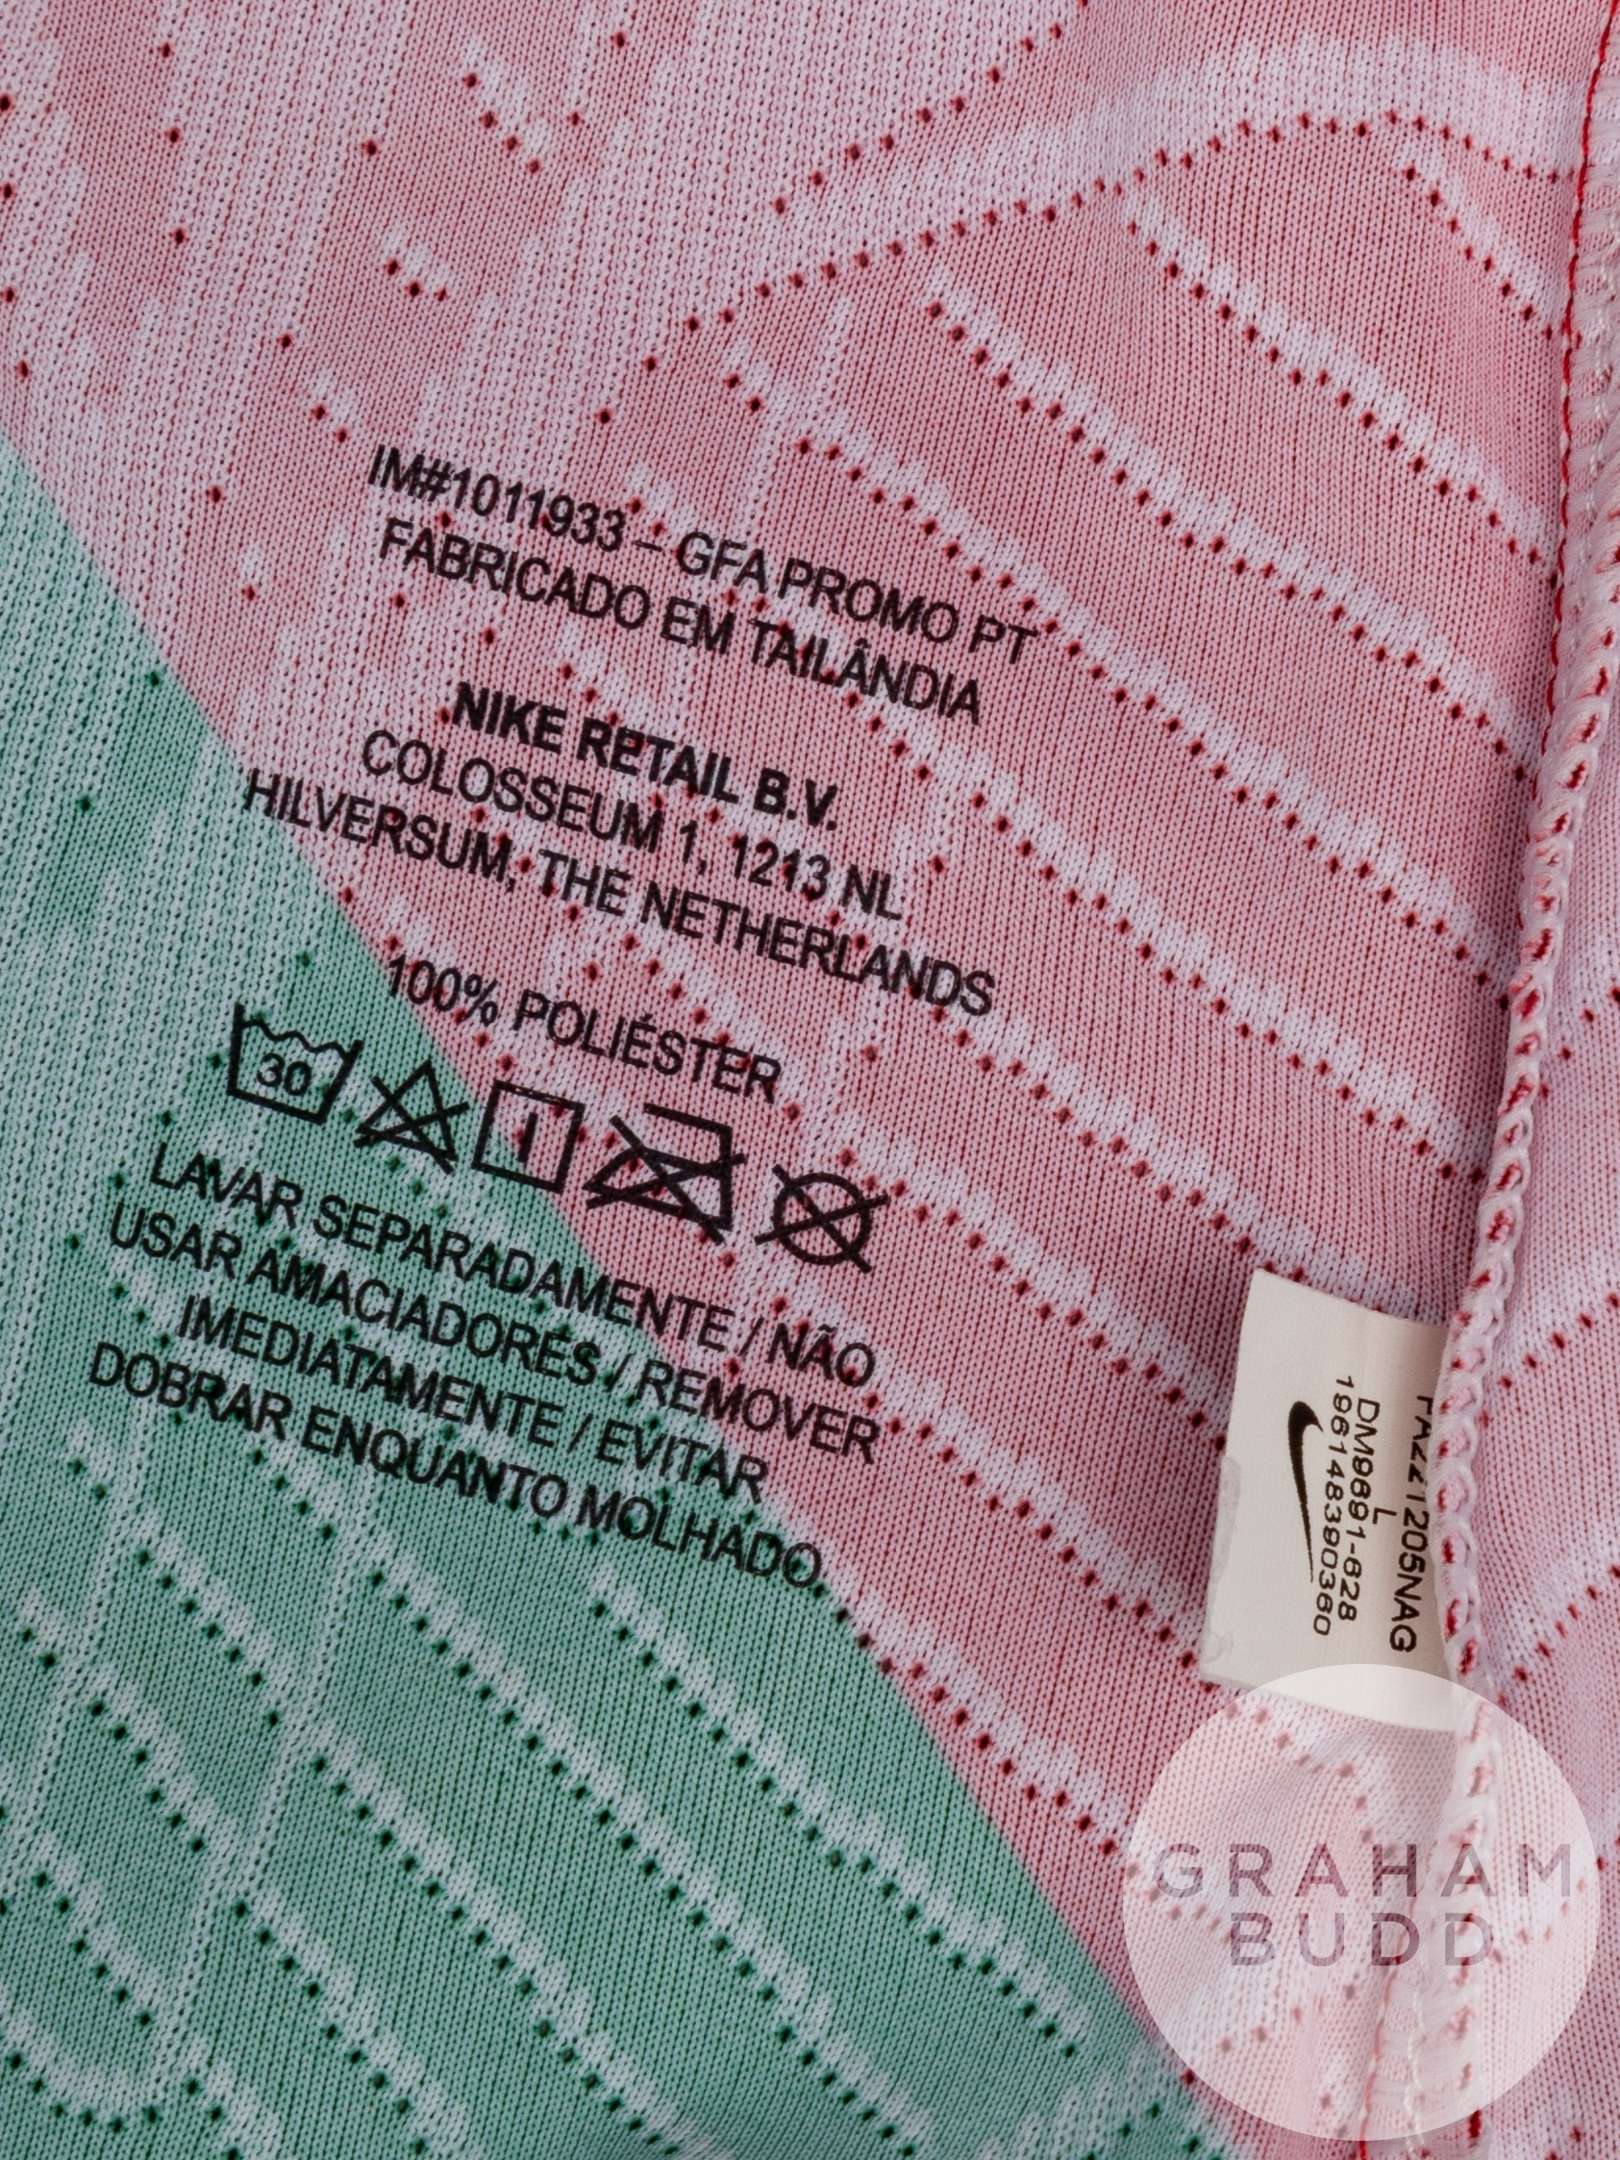 IM#1011933 – GFA PROMO PT
FABRICADO EM TAILÂNDIA
NIKE RETAIL B.V.
COLOSSEUM 1, 1213 NL
HILVERSUM, THE NETHERLANDS
100% POLIÉSTER
30
LAVAR SEPARADAMENTE / NÃO
USAR AMACIADORES / REMOVER
IMEDIATAMENTE / EVITAR
DOBRAR ENQUANTO MOLHADO.
L
DM9691-628
196148390360
GRAHAM
BUDD